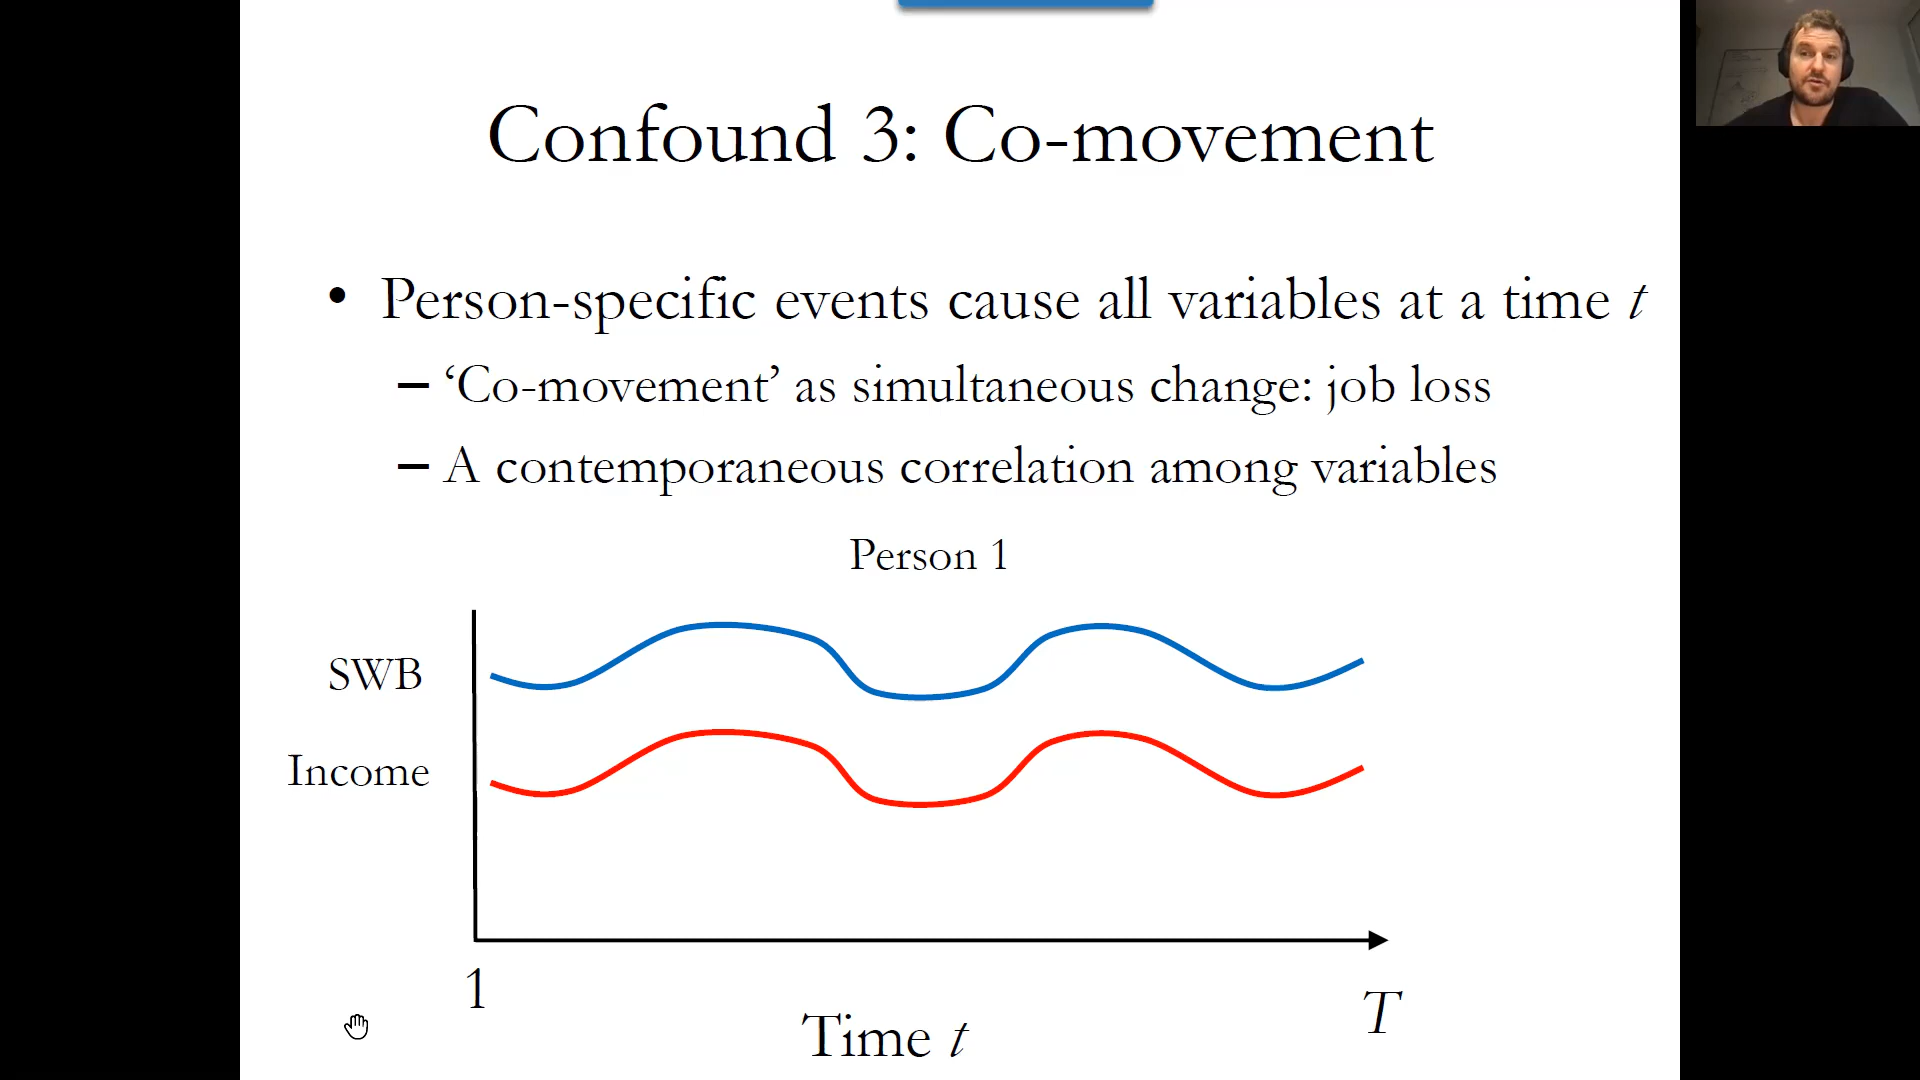 Confound 3: Co-movement
• Person-specific events cause all variables at a time t
– ‘Co-movement’ as simultaneous change: job loss
– A contemporaneous correlation among variables
Person 1
SWB
Income
1
T
Time t